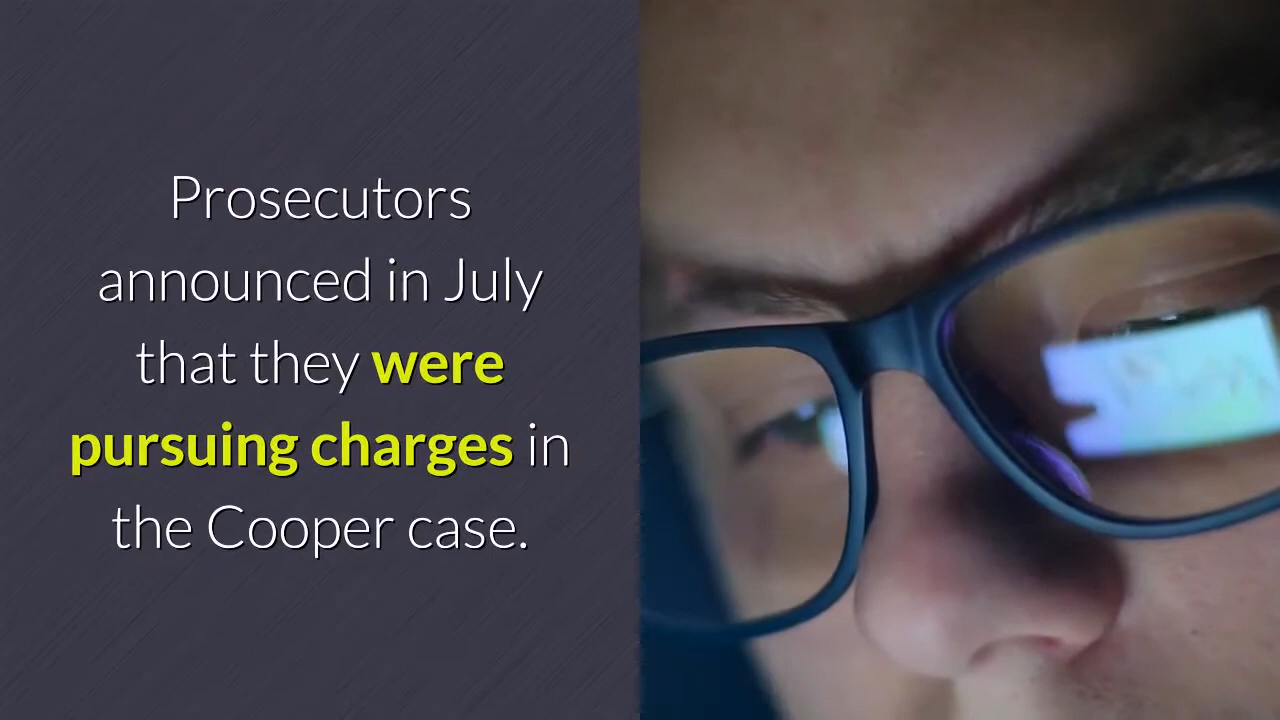 Prosecutors
announced in July
that they were
pursuing charges in
the Cooper case.